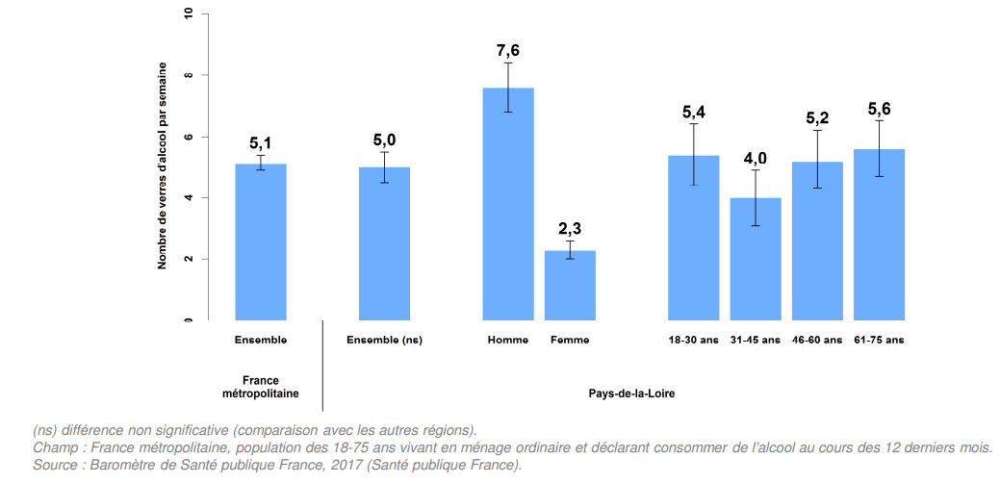 10
8
6
4
2
0
Nombre de verres d'alcool par semaine
5,1
5,0
7,6
2,3
5,4
4,0
5,2
5,6
Ensemble
Ensemble (ns)
Homme
Femme
18-30 ans
31-45 ans
46-60 ans
61-75 ans
France
métropolitaine
Pays-de-la-Loire
(ns) différence non significative (comparaison avec les autres régions).
Champ : France métropolitaine, population des 18-75 ans vivant en ménage ordinaire et déclarant consommer de l'alcool au cours des 12 derniers mois.
Source : Baromètre de Santé publique France, 2017 (Santé publique France).